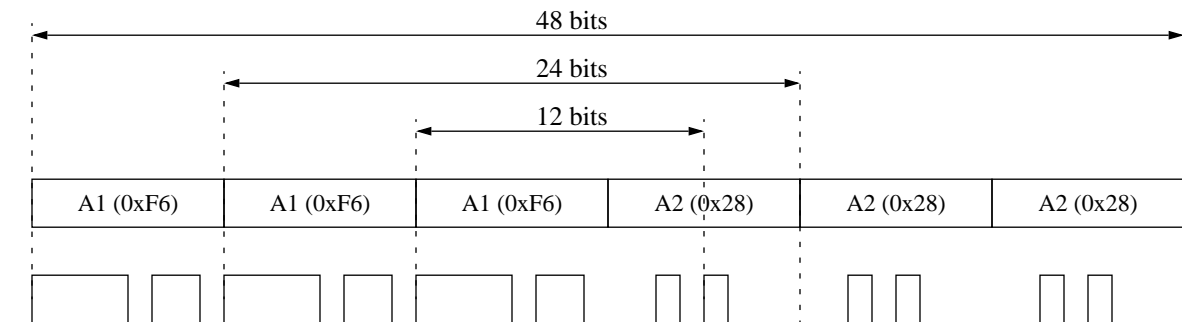 48 bits
24 bits
12 bits
A1 (0xF6) A1 (0xF6) A1 (0xF6) A2 (0x28) A2 (0x28) A2 (0x28)